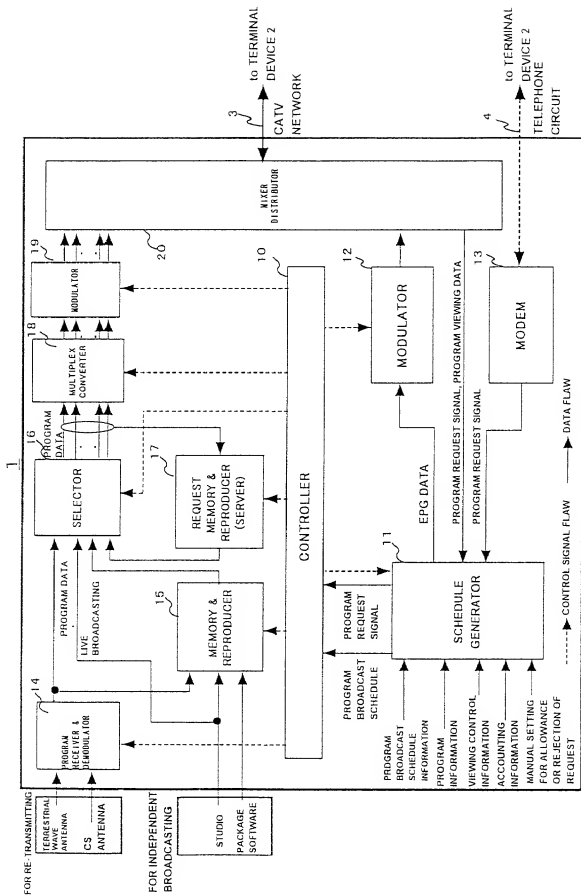 1
FOR RE-TRANSMITTING
TERRESTRIAL
WAVE
ANTENNA
CS
ANTENNA
FOR INDEPENDENT
BROADCASTING
STUDIO
PACKAGE
SOFTWARE
14
PROGRAM
RECEIVER &
DEMODULATOR
PROGRAM DATA
LIVE
BROADCASTING
15
MEMORY &
REPRODUCER
16
SELECTOR
PROGRAM
DATA
17
REQUEST
MEMORY &
REPRODUCER
(SERVER)
18
MULTIPLEX
CONVERTER
19
MODULATOR
20
MIXER
DISTRIBUTOR
3
to TERMINAL
DEVICE 2
CATV
NETWORK
10
CONTROLLER
12
MODULATOR
13
MODEM
4
to TERMINAL
DEVICE 2
TELEPHONE
CIRCUIT
PROGRAM
BROADCAST
SCHEDULE
PROGRAM
REQUEST
SIGNAL
11
SCHEDULE
GENERATOR
EPG DATA
PROGRAM REQUEST SIGNAL, PROGRAM VIEWING DATA
PROGRAM REQUEST SIGNAL
PRDGRAM
BROADCAST
SCHEDULE
INFORMATION
PROGRAM
INFORMATION
VIEWING CONTROL
INFORMATION
ACCOUNTING
INFORMATION
MANUAL SETTING
FOR ALLOWANCE
OR REJECTION OF
REQUEST
CONTROL SIGNAL FLAW
DATA FLAW